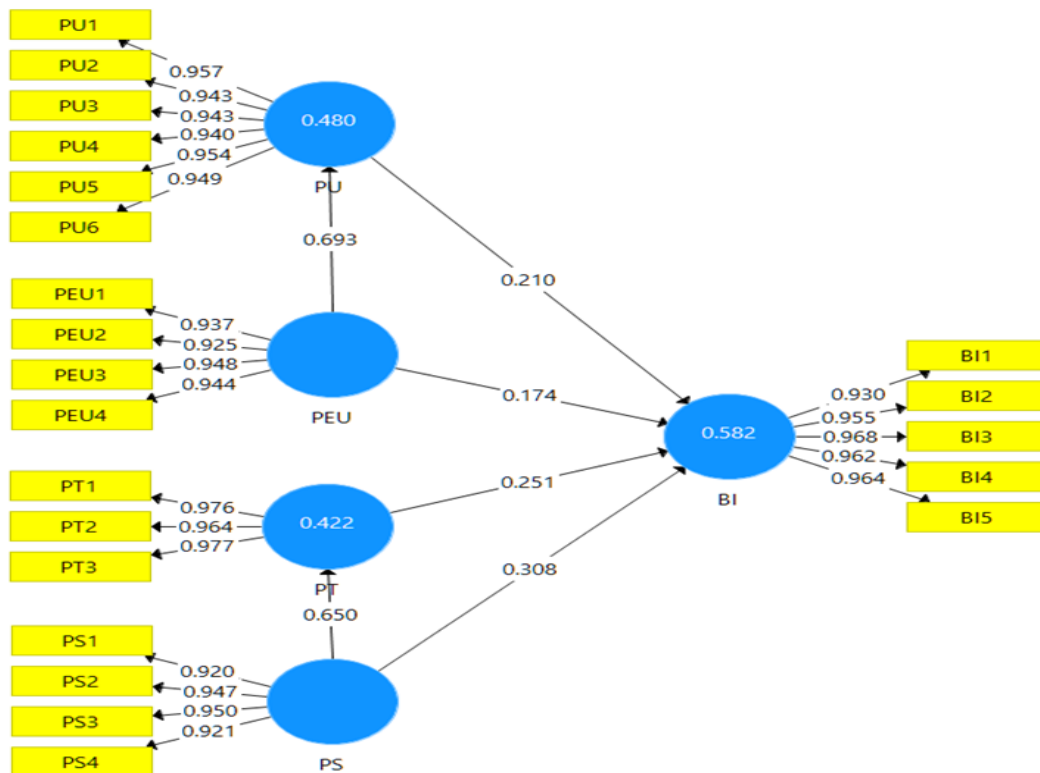 PU1
PU2
PU3
PU4
PU5
PU6
0.957
0.943
0.943
0.940
0.954
0.949
0.480
PU
0.693
0.210
PEU1
PEU2
PEU3
PEU4
0.937
0.925
0.948
0.944
PEU
0.174
PT1
PT2
PT3
0.976
0.964
0.977
0.422
PT
0.251
0.650
0.308
PS1
PS2
PS3
PS4
0.920
0.947
0.950
0.921
PS
0.582
BI
0.930
0.955
0.968
0.962
0.964
BI1
BI2
BI3
BI4
BI5